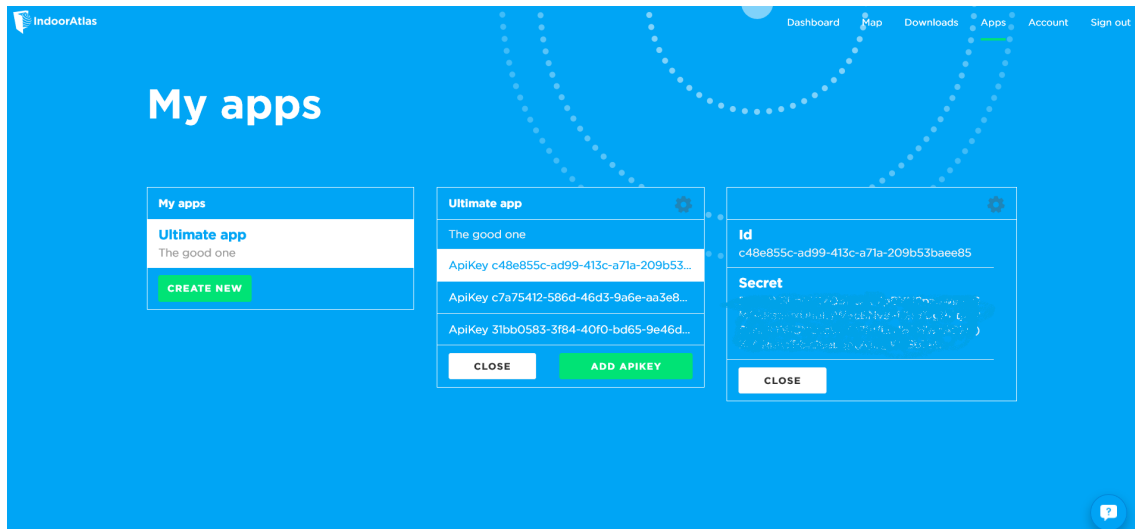 IndoorAtlas
Dashboard Map Downloads Apps Account Sign out
My apps
My apps
Ultimate app
The good one
CREATE NEW
Ultimate app
The good one
ApiKey c48e855c-ad99-413c-a71a-209b53...
ApiKey c7a75412-586d-46d3-9a6e-aa3e8...
ApiKey 31bb0583-3f84-40f0-bd65-9e46d...
CLOSE ADD APIKEY
Id
c48e855c-ad99-413c-a71a-209b53baee85
Secret
CLOSE
?